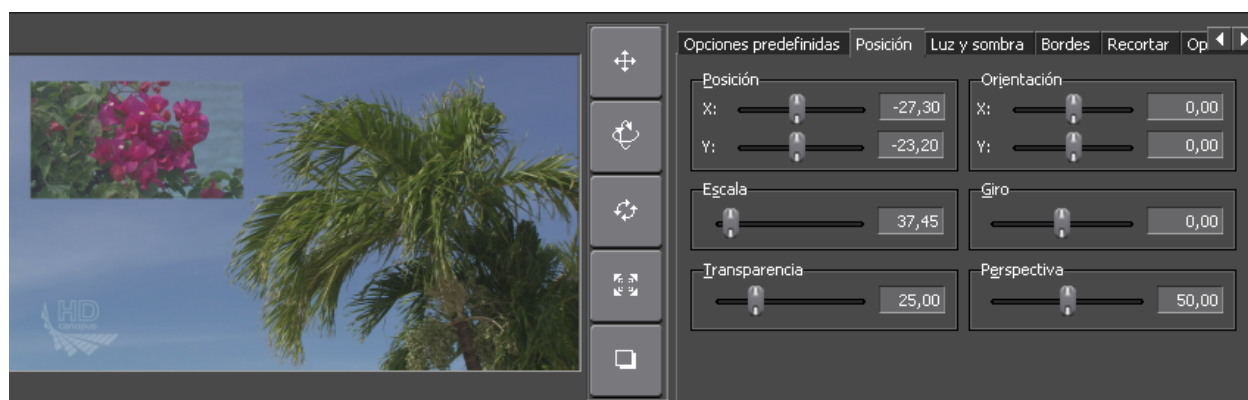 Opciones predefinidas Posición Luz y sombra Bordes Recortar Op
Posición
X: -27,30
Y: -23,20
Orientación
X: 0,00
Y: 0,00
Escala
37,45
Giro
0,00
Transparencia
25,00
Perspectiva
50,00
HD
canopus